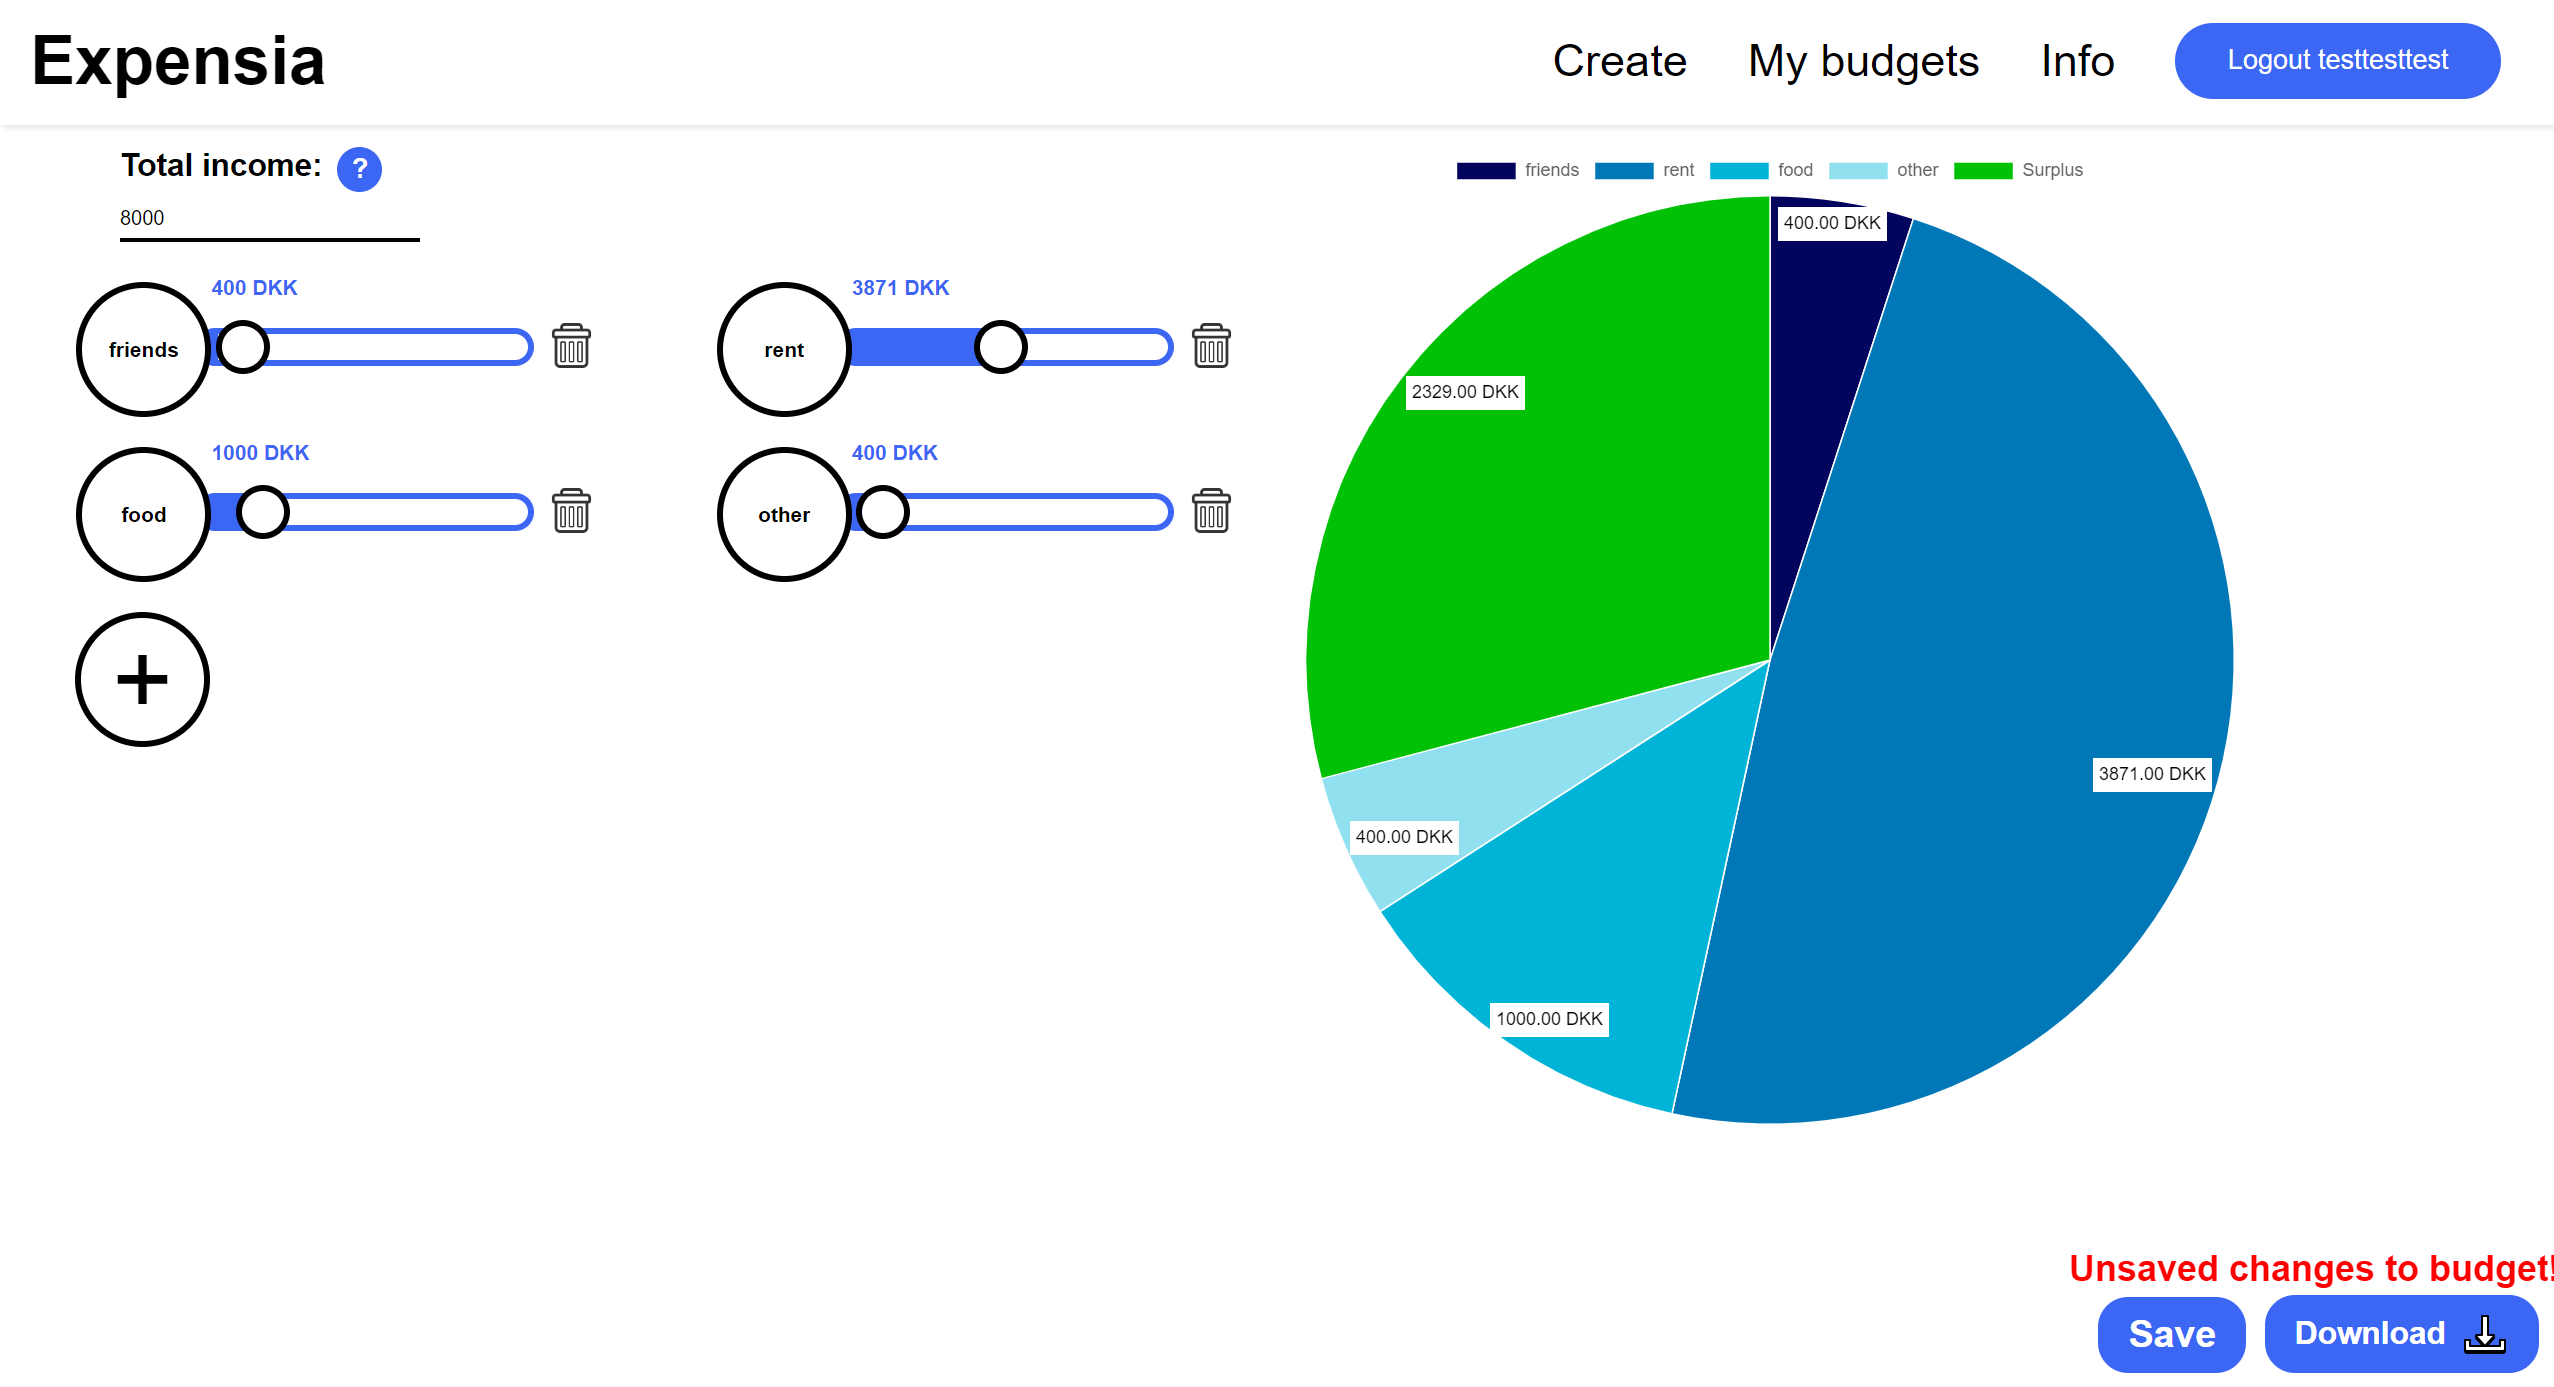 Expensia
Create My budgets Info Logout testtesttest
Total income: ?
8000
400 DKK
friends
3871 DKK
rent
1000 DKK
food
400 DKK
other
+
friends rent food other Surplus
400.00 DKK
2329.00 DKK
3871.00 DKK
400.00 DKK
1000.00 DKK
Unsaved changes to budget!
Save Download